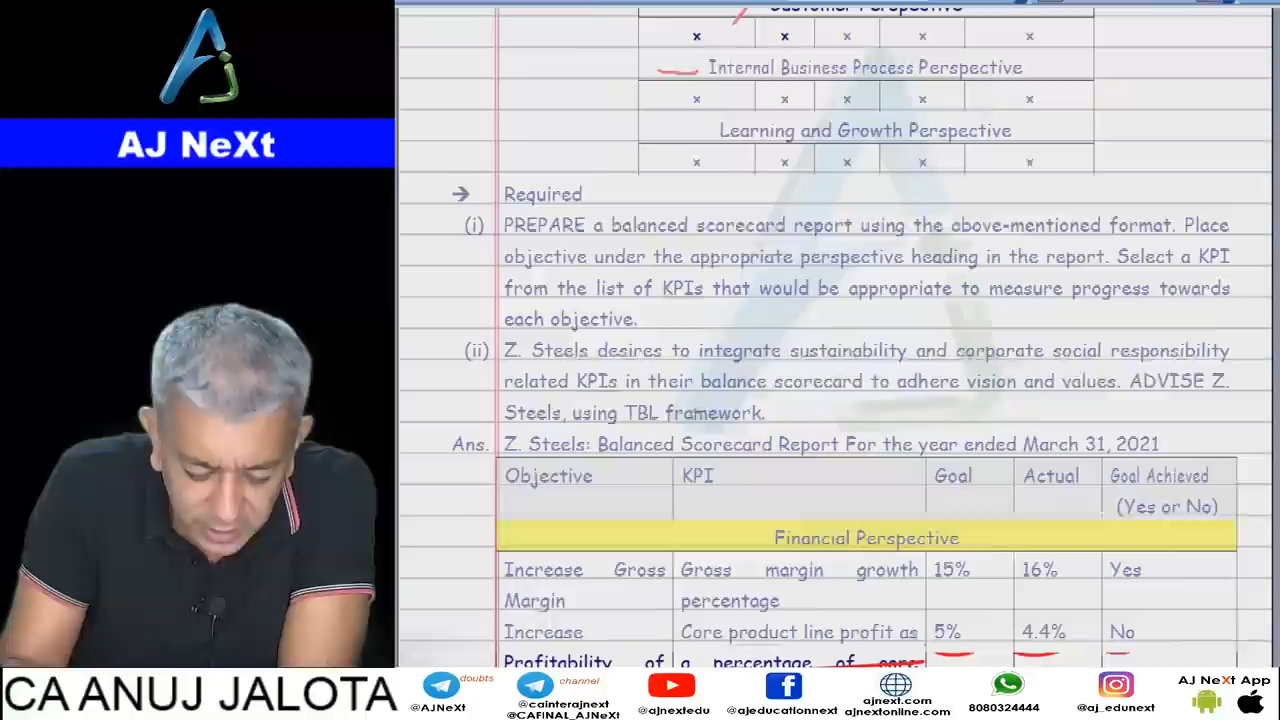 AJ NeXt
Customer Perspective
x x x x x
Internal Business Process Perspective
x x x x x
Learning and Growth Perspective
x x x x x
→ Required
(i) PREPARE a balanced scorecard report using the above-mentioned format. Place
objective under the appropriate perspective heading in the report. Select a KPI
from the list of KPIs that would be appropriate to measure progress towards
each objective.
(ii) Z. Steels desires to integrate sustainability and corporate social responsibility
related KPIs in their balance scorecard to adhere vision and values. ADVISE Z.
Steels, using TBL framework.
Ans. Z. Steels: Balanced Scorecard Report For the year ended March 31, 2021
Objective KPI Goal Actual Goal Achieved
(Yes or No)
Financial Perspective
Increase Gross Gross margin growth 15% 16% Yes
Margin percentage
Increase Core product line profit as 5% 4.4% No
Profitability of a percentage of core
CA ANUJ JALOTA
doubts
@AJNeXt
channel
@cainterajnext
@CAFINAL_AJNeXt
@ajnextedu
@ajeducationnext
ajnext.com
ajnextonline.com
8080324444
@aj_edunext
AJ NeXt App